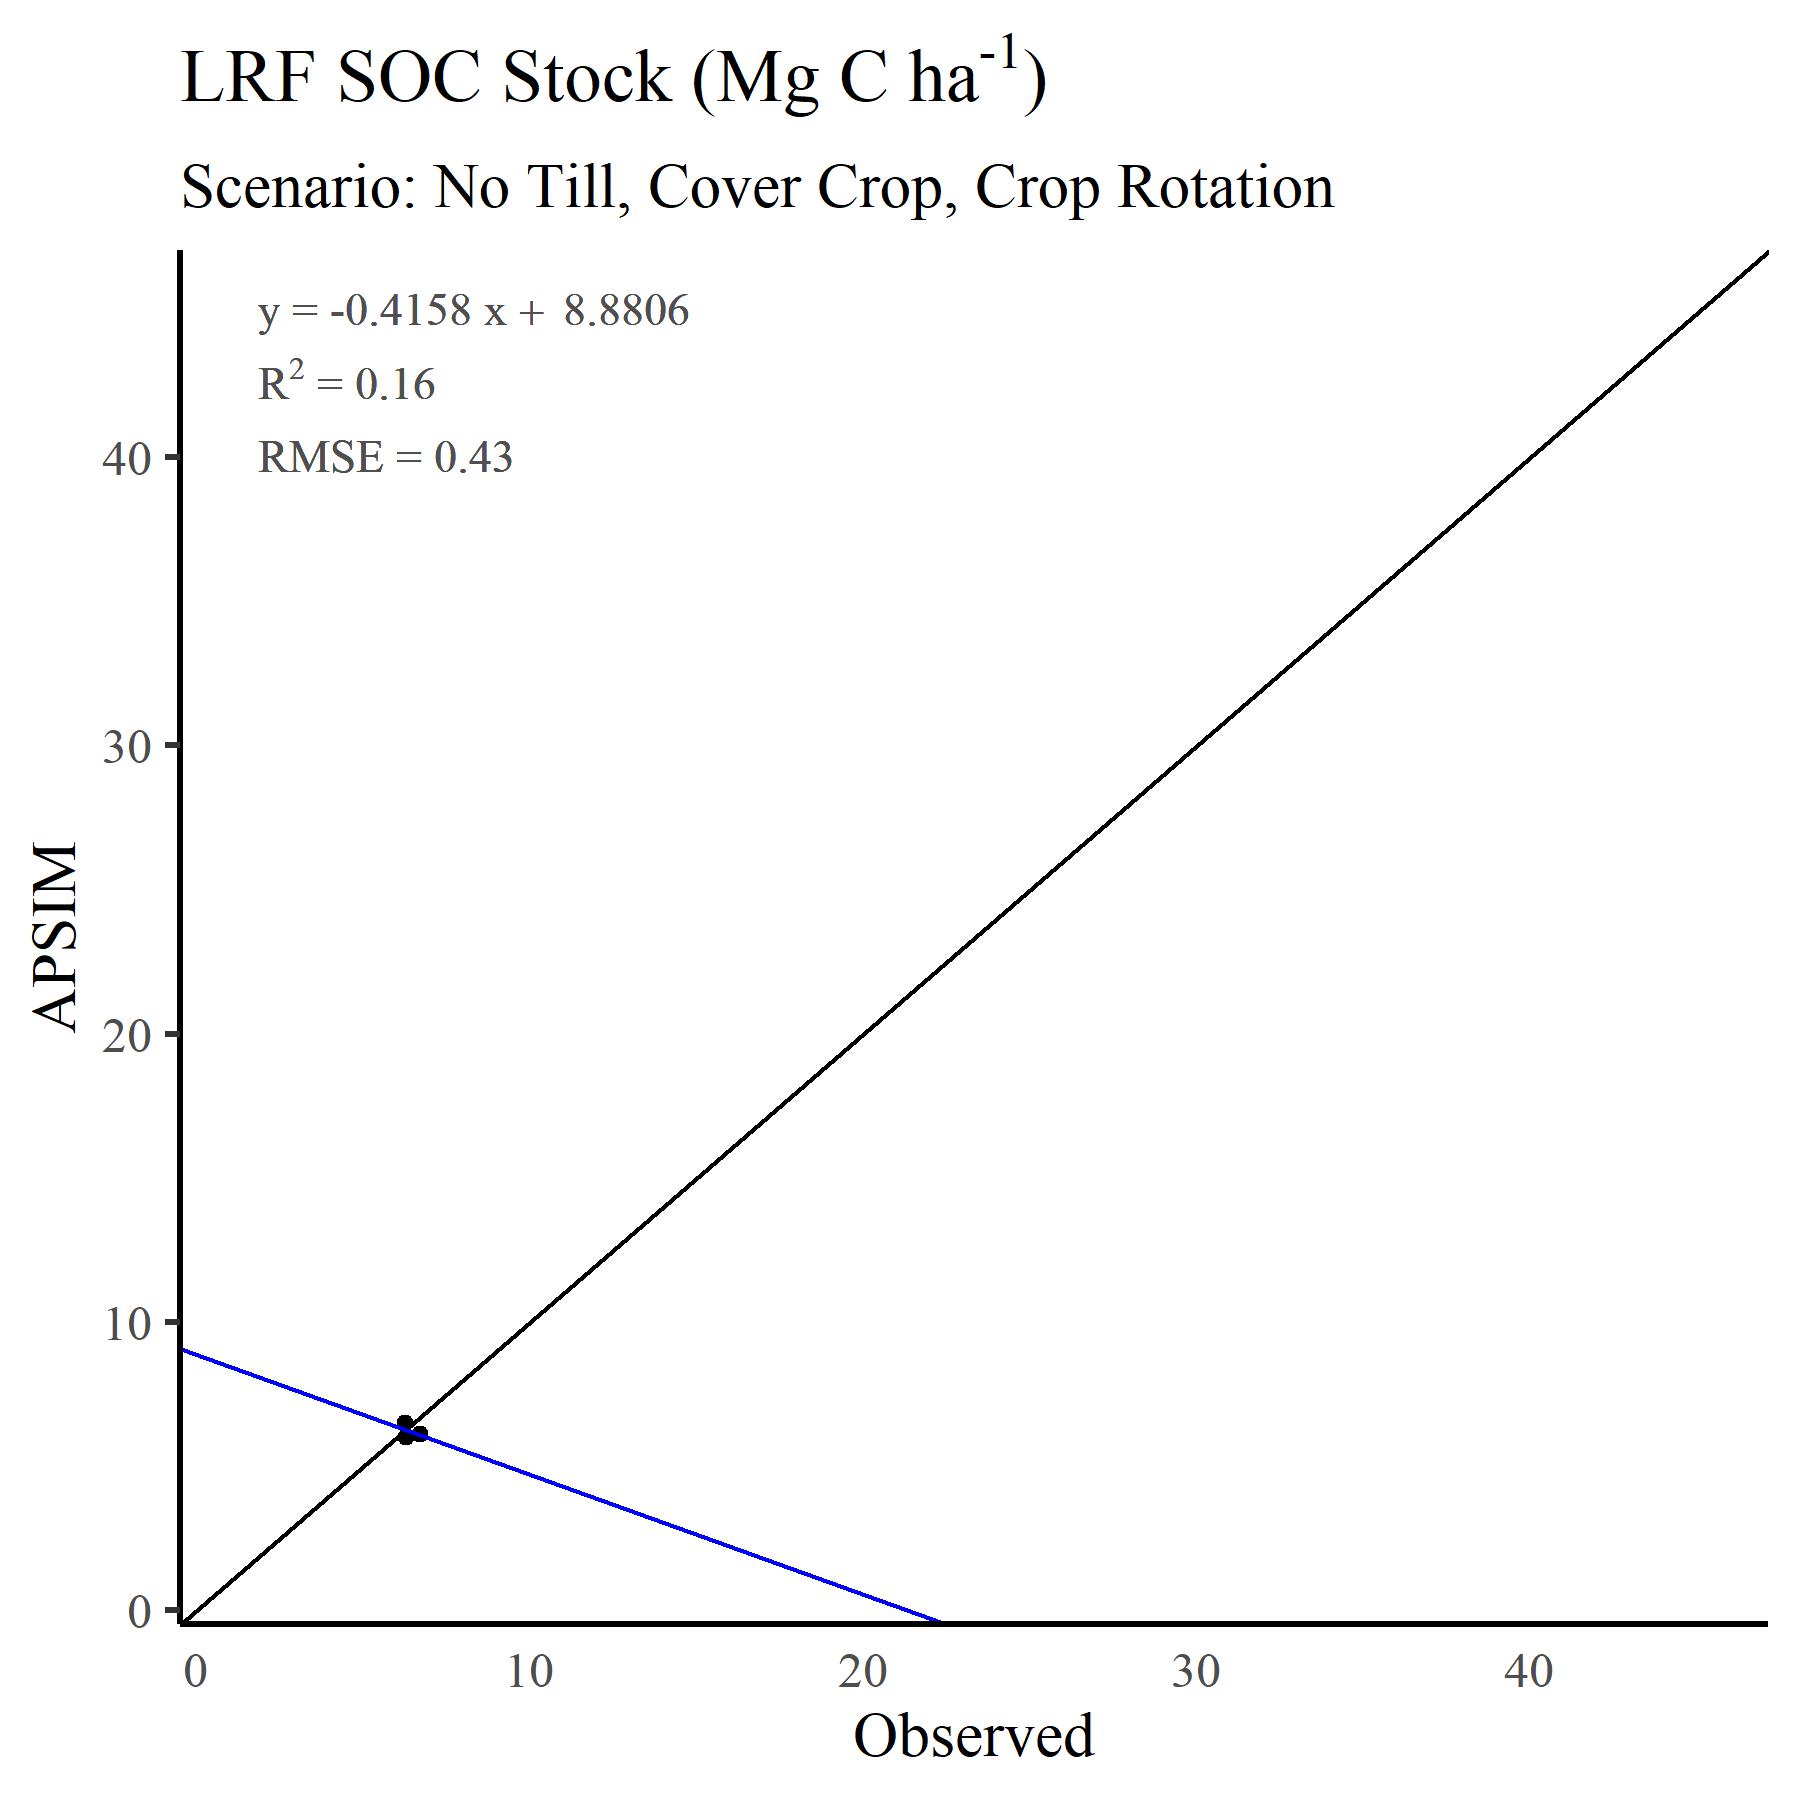 LRF SOC Stock (Mg C ha⁻¹)
Scenario: No Till, Cover Crop, Crop Rotation
y = -0.4158 x + 8.8806
R² = 0.16
RMSE = 0.43
40
30
20
10
0
APSIM
0 10 20 30 40
Observed